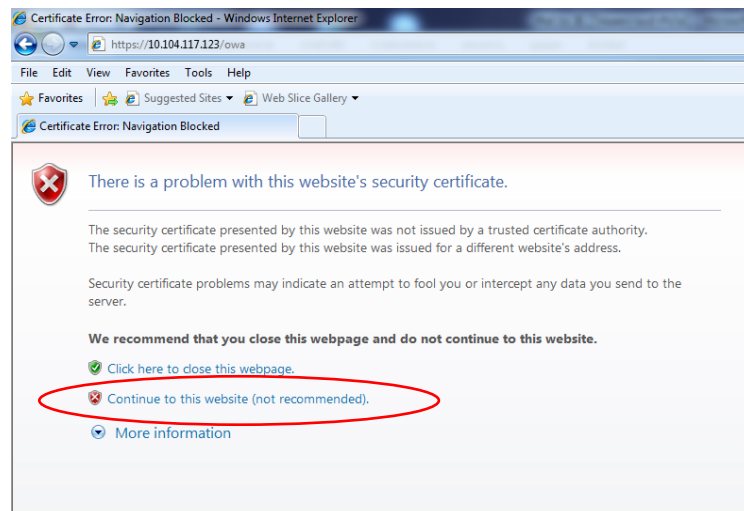 Certificate Error: Navigation Blocked - Windows Internet Explorer
https://10.104.117.123/owa
File Edit View Favorites Tools Help
Favorites Suggested Sites Web Slice Gallery
Certificate Error: Navigation Blocked
There is a problem with this website's security certificate.
The security certificate presented by this website was not issued by a trusted certificate authority.
The security certificate presented by this website was issued for a different website's address.
Security certificate problems may indicate an attempt to fool you or intercept any data you send to the
server.
We recommend that you close this webpage and do not continue to this website.
Click here to close this webpage.
Continue to this website (not recommended).
More information